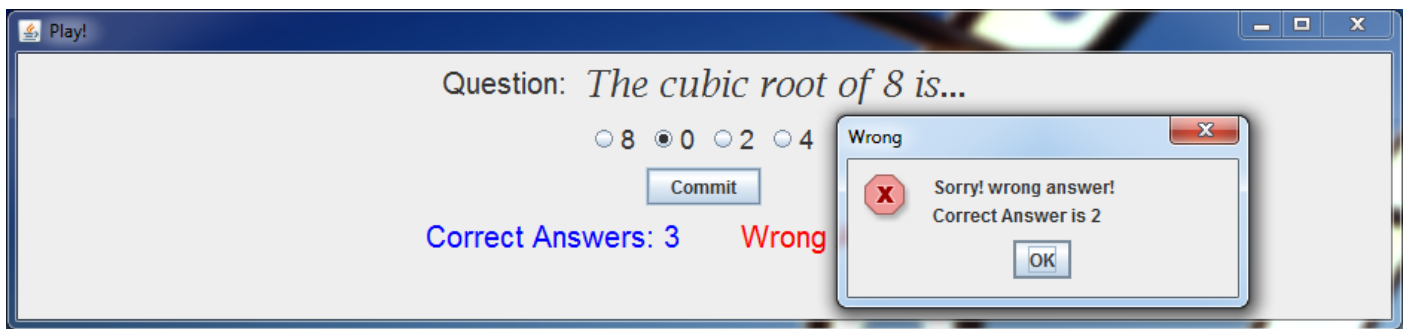 Play!
Question: The cubic root of 8 is...
8 0 2 4
Commit
Correct Answers: 3 Wrong
Wrong
Sorry! wrong answer!
Correct Answer is 2
OK